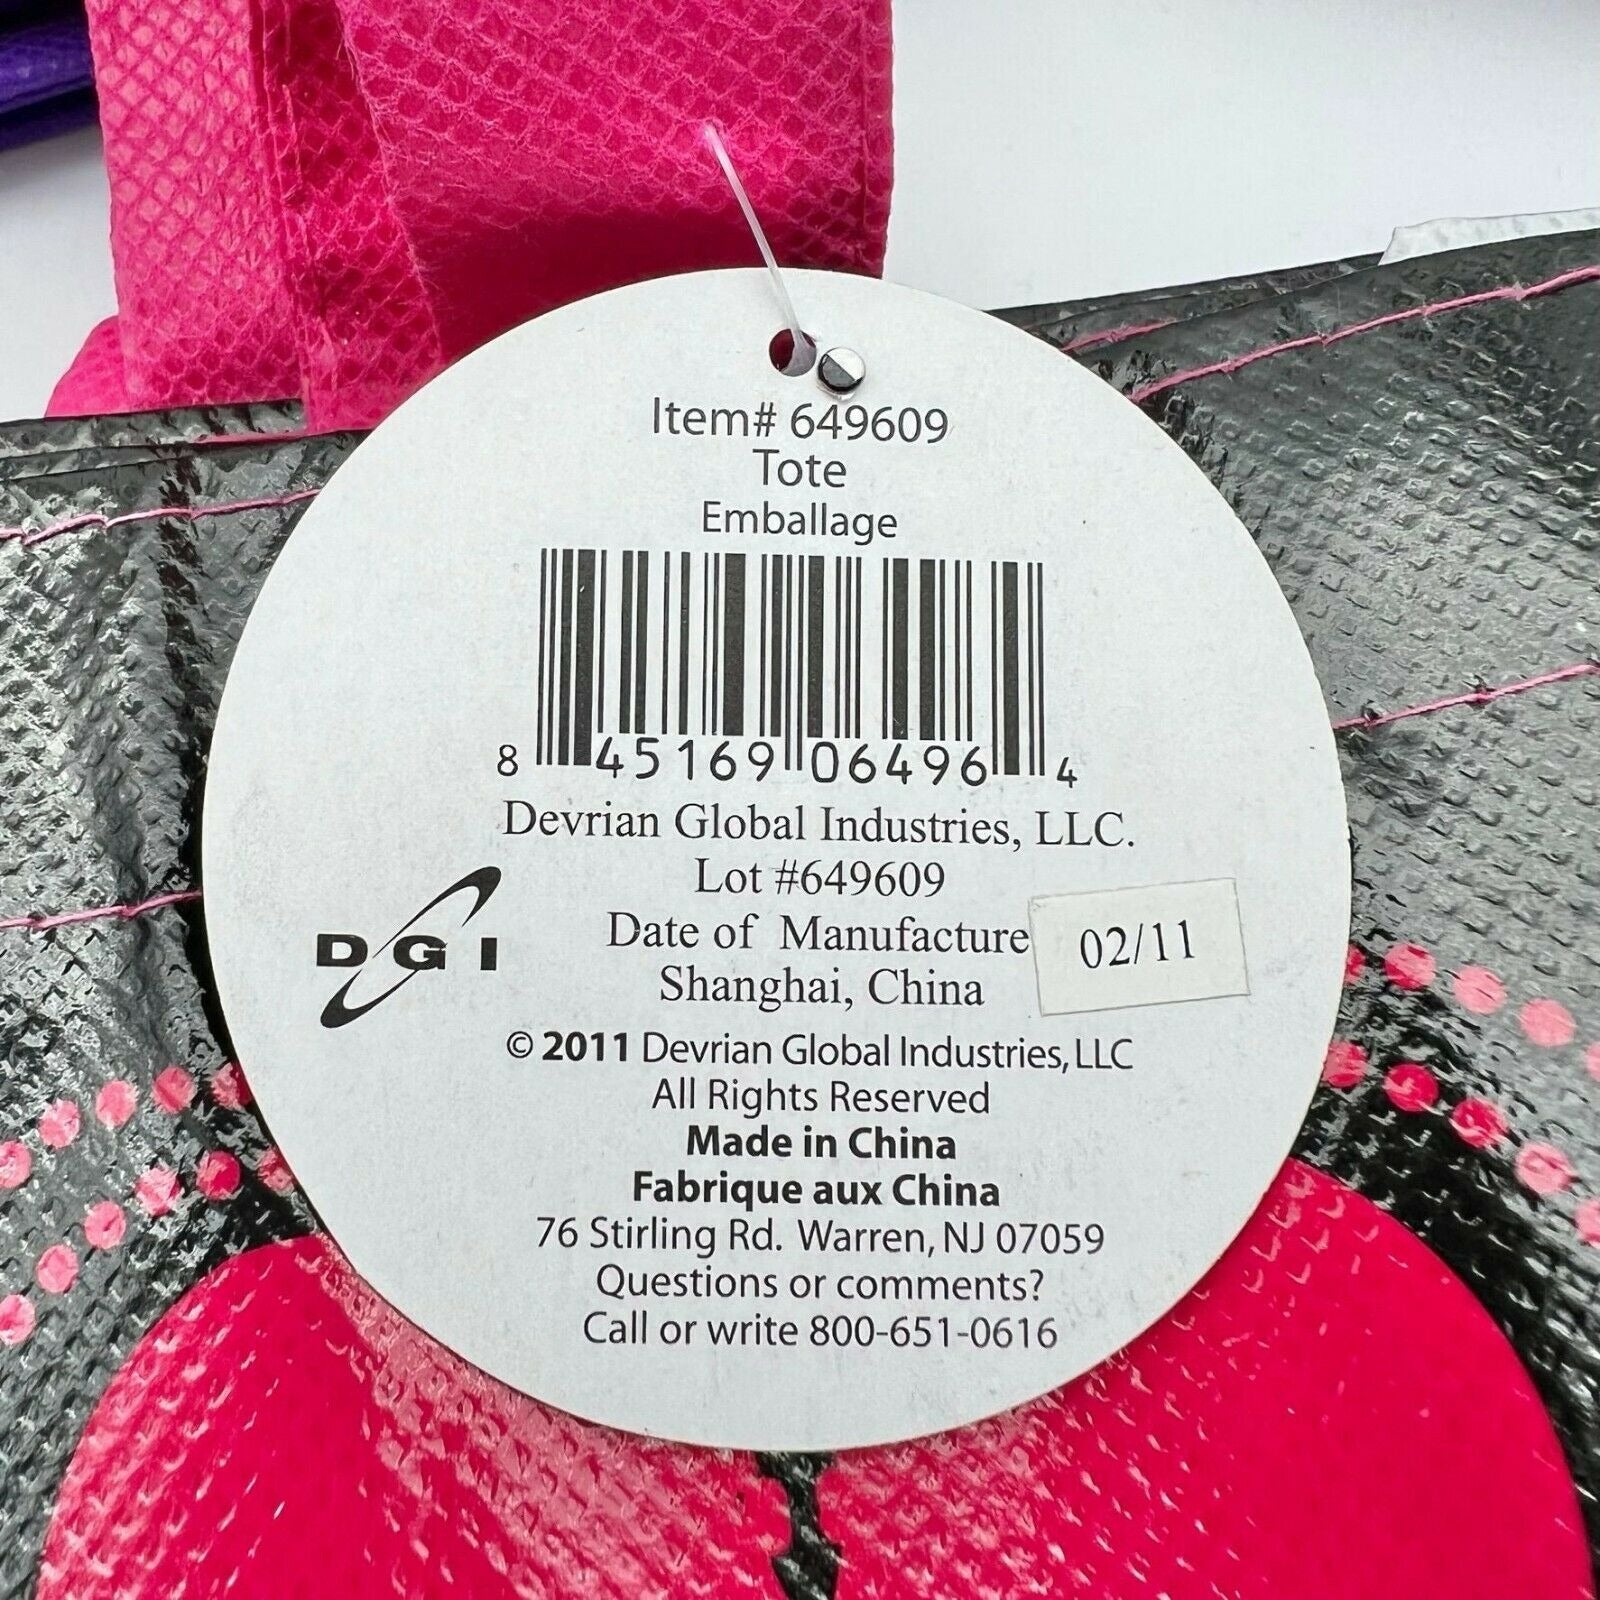 Item# 649609
Tote
Emballage
8 45169 06496 4
Devrian Global Industries, LLC.
Lot #649609
Date of Manufacture 02/11
Shanghai, China
DGI
© 2011 Devrian Global Industries, LLC
All Rights Reserved
Made in China
Fabrique aux China
76 Stirling Rd. Warren, NJ 07059
Questions or comments?
Call or write 800-651-0616